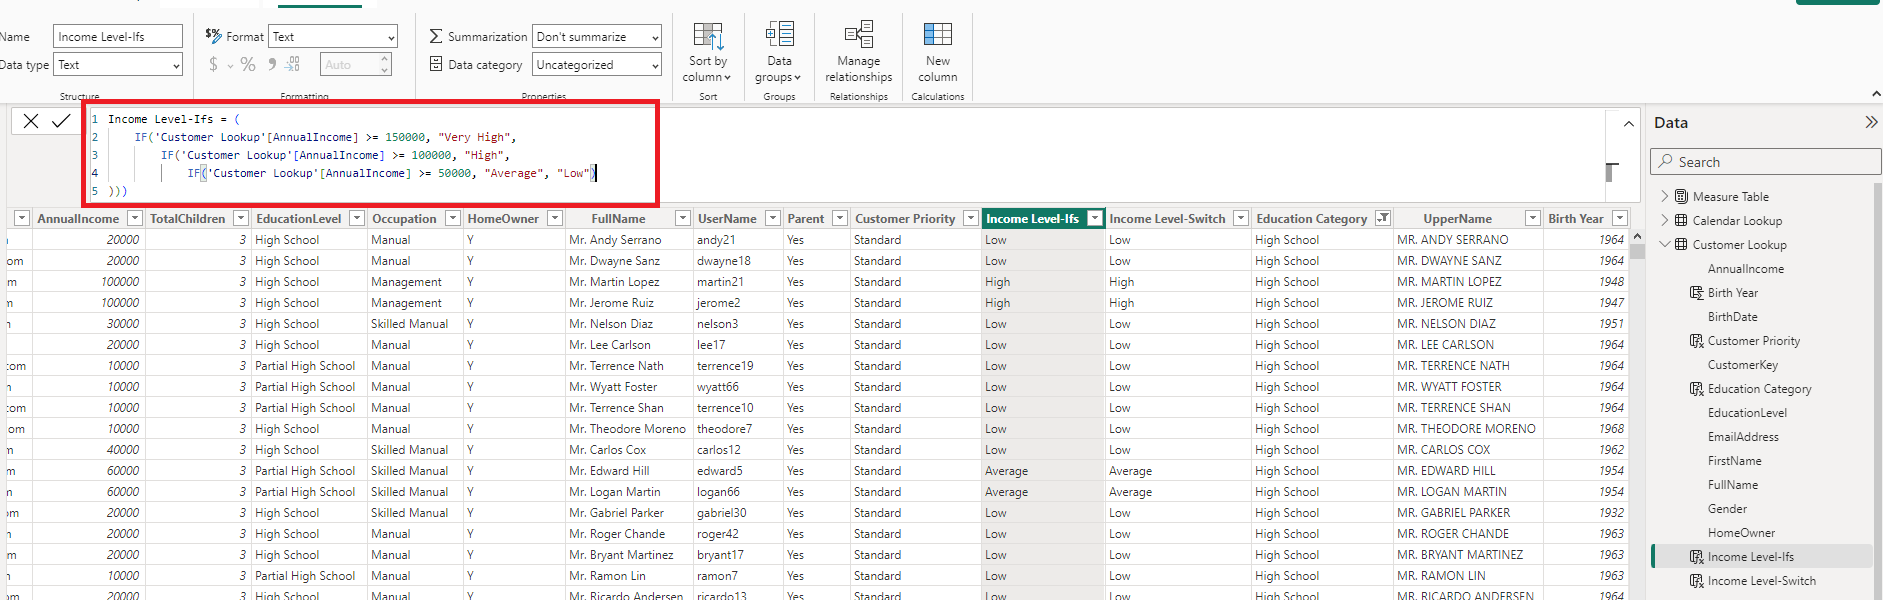 Name Income Level-Ifs
Data type Text
Structure
$% Format Text
$ % Auto
Formatting
Σ Summarization Don't summarize
Data category Uncategorized
Properties
Sort by
column
Sort
Data
groups
Groups
Manage
relationships
Relationships
New
column
Calculations
1 Income Level-Ifs = (
2 IF('Customer Lookup'[AnnualIncome] >= 150000, "Very High",
3 IF('Customer Lookup'[AnnualIncome] >= 100000, "High",
4 IF('Customer Lookup'[AnnualIncome] >= 50000, "Average", "Low")
5 )))
AnnualIncome TotalChildren EducationLevel Occupation HomeOwner FullName UserName Parent Customer Priority Income Level-Ifs Income Level-Switch Education Category UpperName Birth Year
20000 3 High School Manual Y Mr. Andy Serrano andy21 Yes Standard Low Low High School MR. ANDY SERRANO 1964
om 20000 3 High School Manual Y Mr. Dwayne Sanz dwayne18 Yes Standard Low Low High School MR. DWAYNE SANZ 1964
m 100000 3 High School Management Y Mr. Martin Lopez martin21 Yes Standard High High High School MR. MARTIN LOPEZ 1948
m 100000 3 High School Management Y Mr. Jerome Ruiz jerome2 Yes Standard High High High School MR. JEROME RUIZ 1947
30000 3 High School Skilled Manual Y Mr. Nelson Diaz nelson3 Yes Standard Low Low High School MR. NELSON DIAZ 1951
20000 3 High School Manual Y Mr. Lee Carlson lee17 Yes Standard Low Low High School MR. LEE CARLSON 1964
com 10000 3 Partial High School Manual Y Mr. Terrence Nath terrence19 Yes Standard Low Low High School MR. TERRENCE NATH 1964
10000 3 Partial High School Manual Y Mr. Wyatt Foster wyatt66 Yes Standard Low Low High School MR. WYATT FOSTER 1964
com 10000 3 Partial High School Manual Y Mr. Terrence Shan terrence10 Yes Standard Low Low High School MR. TERRENCE SHAN 1964
om 10000 3 High School Manual Y Mr. Theodore Moreno theodore7 Yes Standard Low Low High School MR. THEODORE MORENO 1968
m 40000 3 High School Skilled Manual Y Mr. Carlos Cox carlos12 Yes Standard Low Low High School MR. CARLOS COX 1962
m 60000 3 Partial High School Skilled Manual Y Mr. Edward Hill edward5 Yes Standard Average Average High School MR. EDWARD HILL 1954
60000 3 Partial High School Skilled Manual Y Mr. Logan Martin logan66 Yes Standard Average Average High School MR. LOGAN MARTIN 1954
om 20000 3 High School Skilled Manual Y Mr. Gabriel Parker gabriel30 Yes Standard Low Low High School MR. GABRIEL PARKER 1932
20000 3 High School Manual Y Mr. Roger Chande roger42 Yes Standard Low Low High School MR. ROGER CHANDE 1963
m 20000 3 High School Manual Y Mr. Bryant Martinez bryant17 Yes Standard Low Low High School MR. BRYANT MARTINEZ 1963
10000 3 Partial High School Manual Y Mr. Ramon Lin ramon7 Yes Standard Low Low High School MR. RAMON LIN 1963
om 20000 3 High School Manual Y Mr. Ricardo Andersen ricardo13 Yes Standard Low Low High School MR. RICARDO ANDERSEN 1964
Data
Search
Measure Table
Calendar Lookup
Customer Lookup
AnnualIncome
Birth Year
BirthDate
Customer Priority
CustomerKey
Education Category
EducationLevel
EmailAddress
FirstName
FullName
Gender
HomeOwner
Income Level-Ifs
Income Level-Switch